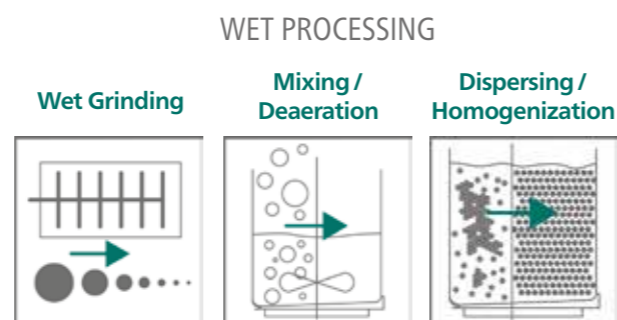 WET PROCESSING
Wet Grinding
Mixing /
Deaeration
Dispersing /
Homogenization